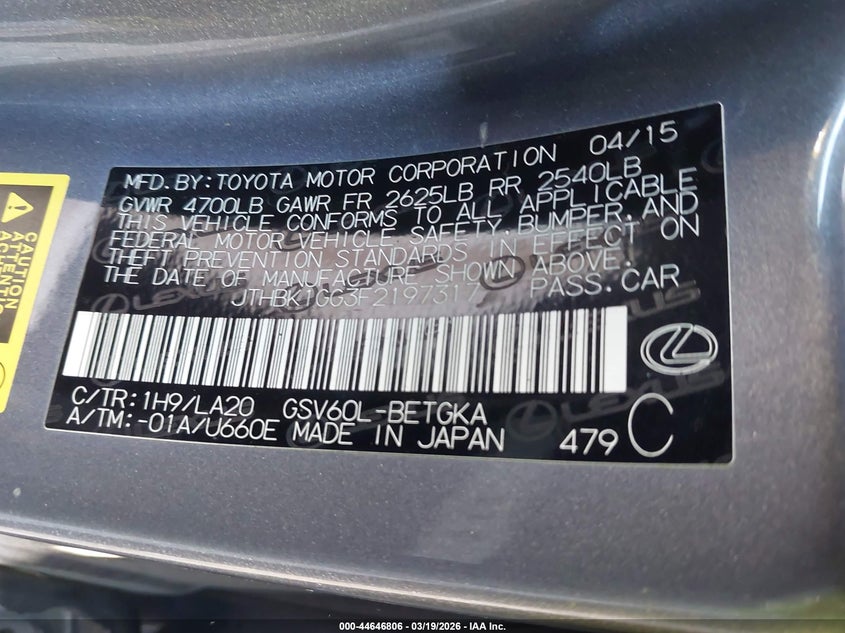 04/15
MFD.BY:TOYOTA MOTOR CORPORATION
GVWR 4700LB GAWR FR 2625LB RR 2540LB
THIS VEHICLE CONFORMS TO ALL APPLICABLE
FEDERAL MOTOR VEHICLE SAFETY,BUMPER,AND
THEFT PREVENTION STANDARDS IN EFFECT ON
THE DATE OF MANUFACTURE SHOWN ABOVE.
JTHBK1GG3F2197317 PASS.CAR
LEXUS
C/TR:1H9/LA20 GSV60L-BETGKA
A/TM:-01A/U660E MADE IN JAPAN 479 C
CAUTION
000-44646806 - 03/19/2026 - IAA Inc.